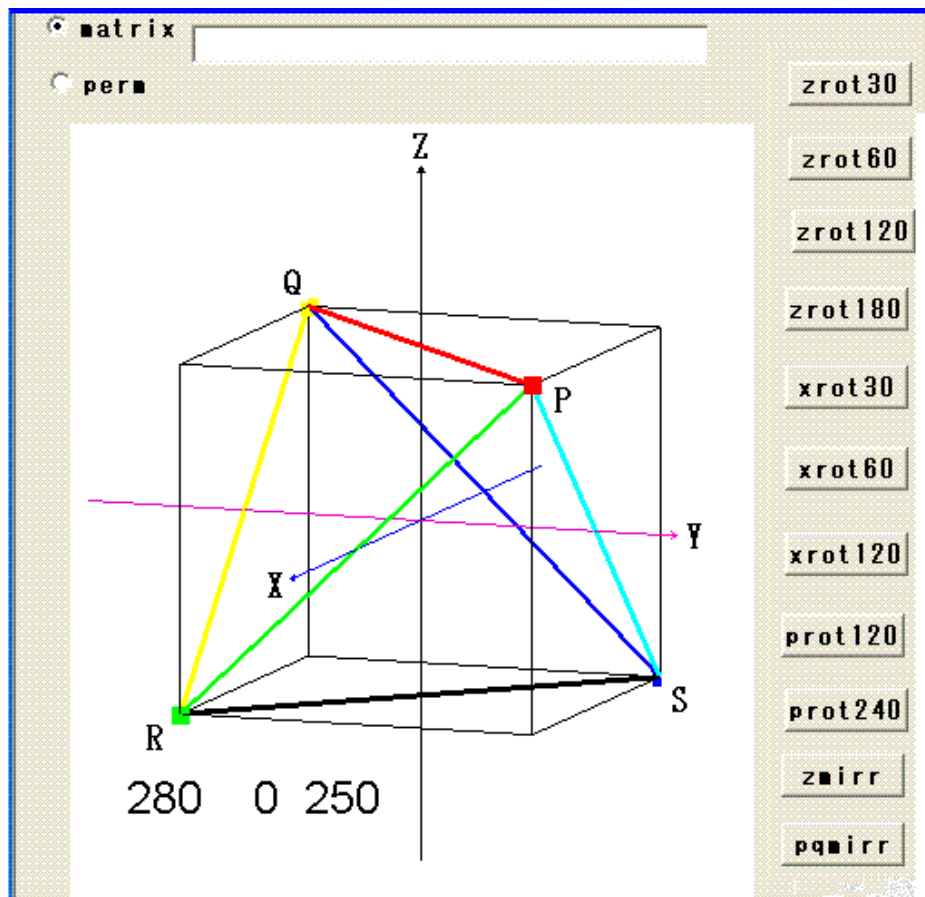 matrix
perm
Z
Q
P
Y
X
S
R
280 0 250
zrot30
zrot60
zrot120
zrot180
xrot30
xrot60
xrot120
prot120
prot240
zmirr
pqmirr